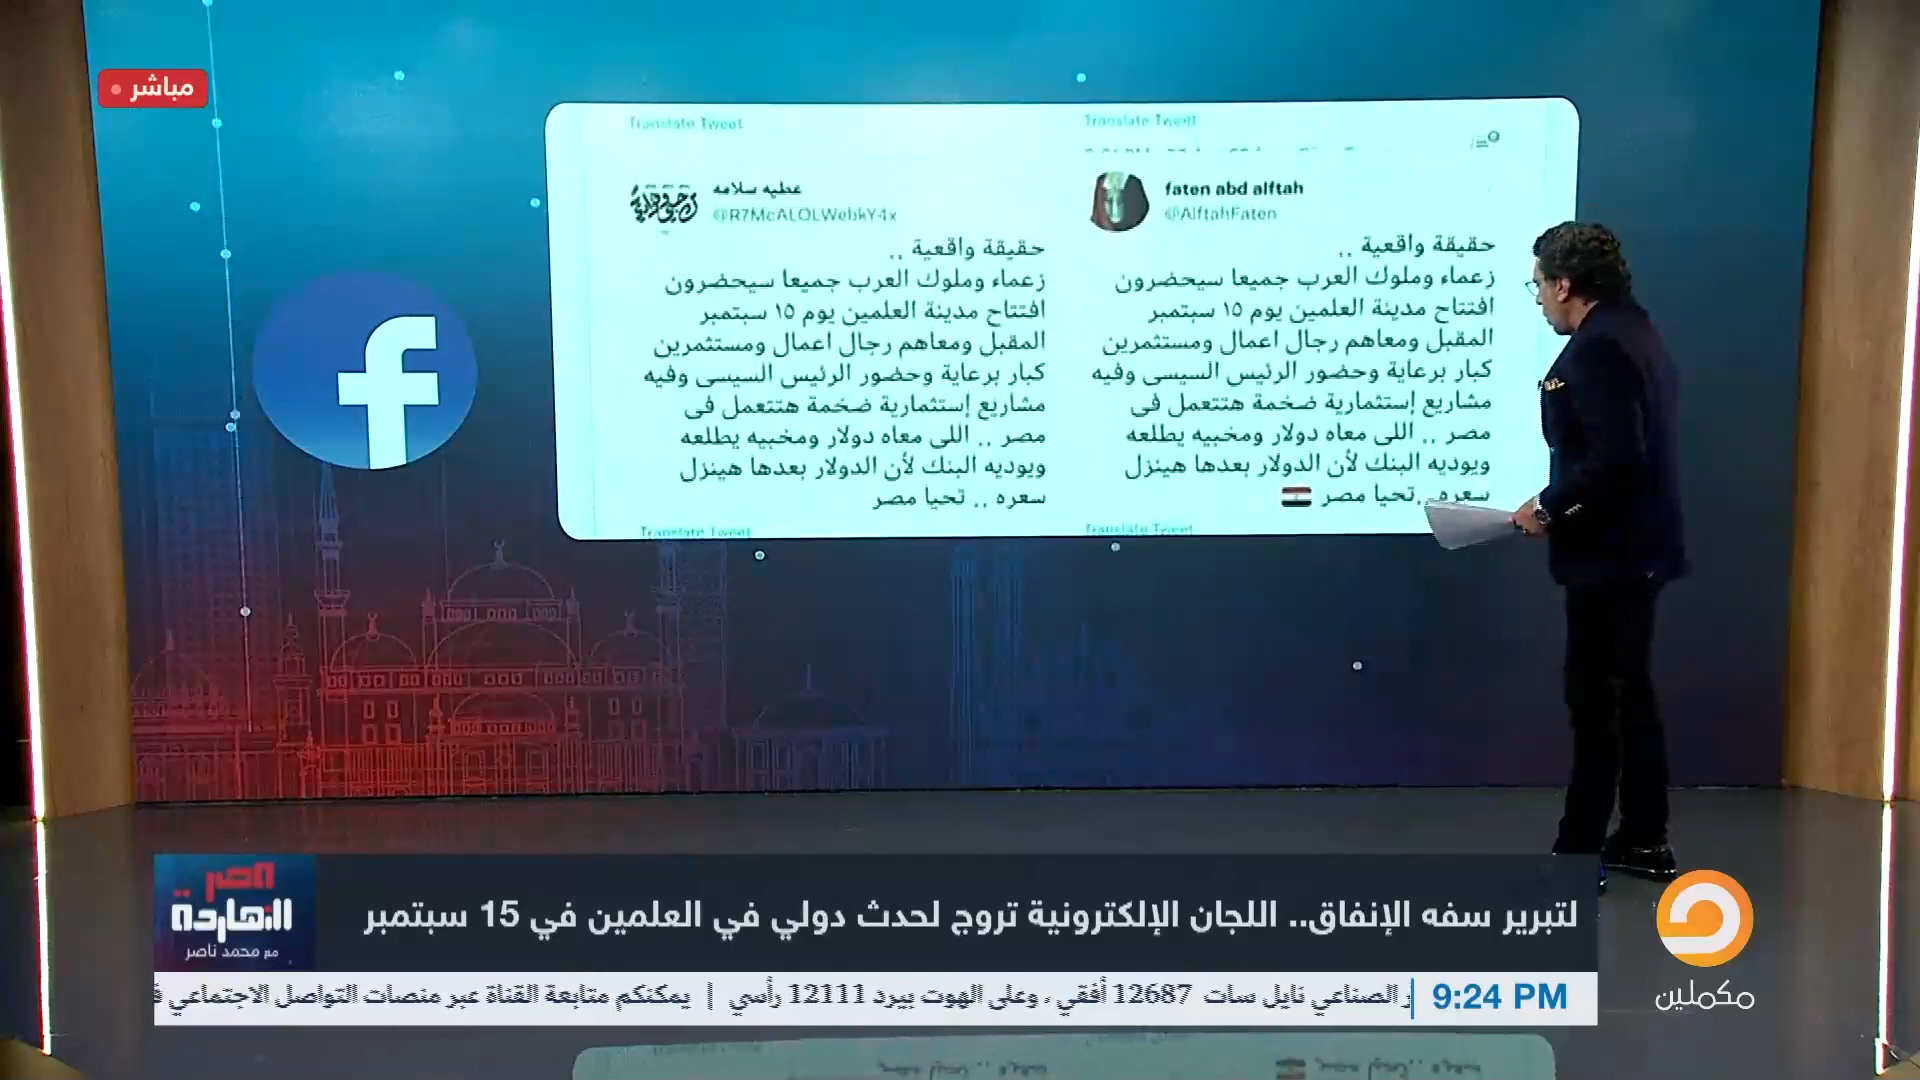 مباشر
Translate Tweet
Translate Tweet
faten abd alftah
@AlftahFaten
حقيقة واقعية ..
زعماء وملوك العرب جميعا سيحضرون
افتتاح مدينة العلمين يوم ١٥ سبتمبر
المقبل ومعاهم رجال اعمال ومستثمرين
كبار برعاية وحضور الرئيس السيسى وفيه
مشاريع إستثمارية ضخمة هتتعمل فى
مصر .. اللى معاه دولار ومخبيه يطلعه
ويوديه البنك لأن الدولار بعدها هينزل
سعره ..تحيا مصر
Translate Tweet
عطيه سلامه
@R7McALOLWebkY4x
حقيقة واقعية ..
زعماء وملوك العرب جميعا سيحضرون
افتتاح مدينة العلمين يوم ١٥ سبتمبر
المقبل ومعاهم رجال اعمال ومستثمرين
كبار برعاية وحضور الرئيس السيسى وفيه
مشاريع إستثمارية ضخمة هتتعمل فى
مصر .. اللى معاه دولار ومخبيه يطلعه
ويوديه البنك لأن الدولار بعدها هينزل
سعره .. تحيا مصر
Translate Tweet
لتبرير سفه الإنفاق.. اللجان الإلكترونية تروج لحدث دولي في العلمين في 15 سبتمبر
مصر
النهاردة
مع محمد ناصر
9:24 PM
الصناعي نايل سات 12687 أفقي ، وعلى الهوت بيرد 12111 رأسي | يمكنكم متابعة القناة عبر منصات التواصل الاجتماعي
مكملين